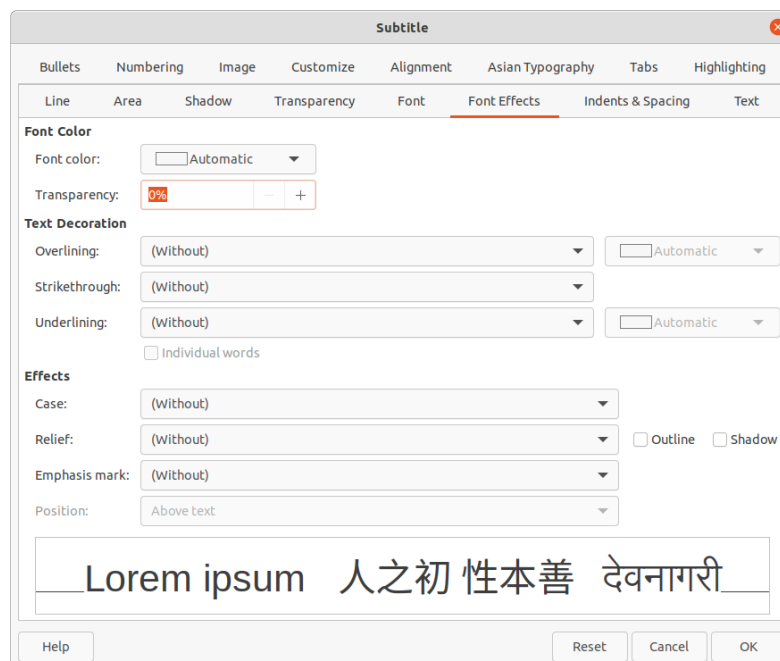 Subtitle
Bullets Numbering Image Customize Alignment Asian Typography Tabs Highlighting
Line Area Shadow Transparency Font Font Effects Indents & Spacing Text
Font Color
Font color: Automatic
Transparency: 0%
Text Decoration
Overlining: (Without) Automatic
Strikethrough: (Without)
Underlining: (Without) Automatic
Individual words
Effects
Case: (Without)
Relief: (Without) Outline Shadow
Emphasis mark: (Without)
Position: Above text
Lorem ipsum 人之初 性本善 देवनागरी
Help Reset Cancel OK